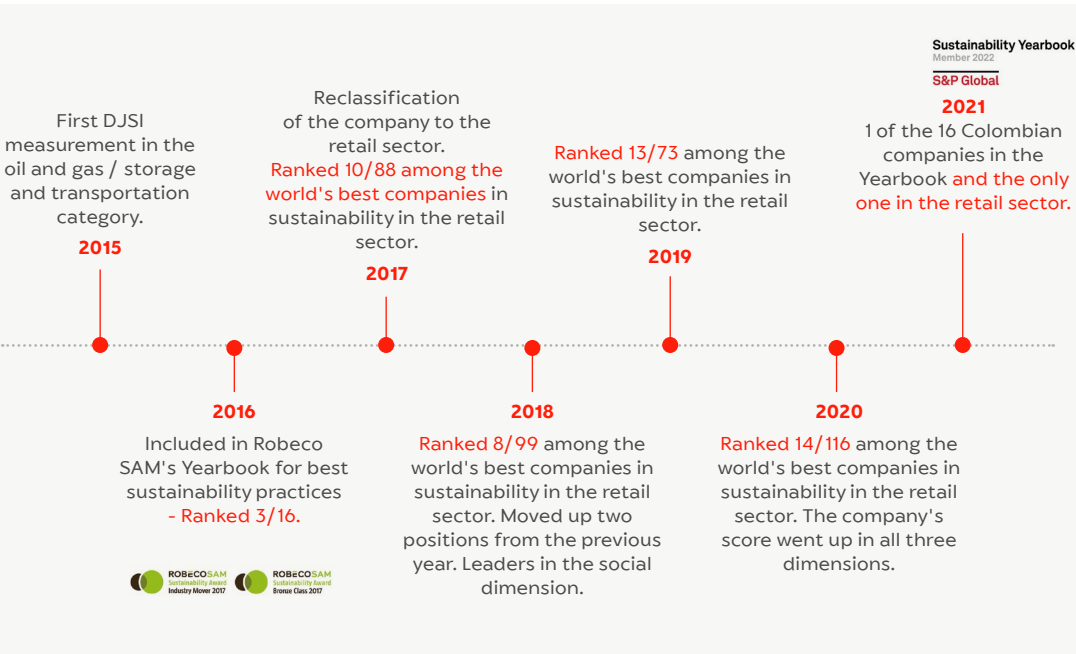 First DJSI
measurement in the
oil and gas / storage
and transportation
category.
2015
Reclassification
of the company to the
retail sector.
Ranked 10/88 among the
world's best companies in
sustainability in the retail
sector.
2017
Ranked 13/73 among the
world's best companies in
sustainability in the retail
sector.
2019
Sustainability Yearbook
Member 2022
S&P Global
2021
1 of the 16 Colombian
companies in the
Yearbook and the only
one in the retail sector.
2016
Included in Robeco
SAM's Yearbook for best
sustainability practices
- Ranked 3/16.
ROBECOSAM
Sustainability Award
Industry Mover 2017
ROBECOSAM
Sustainability Award
Bronze Class 2017
2018
Ranked 8/99 among the
world's best companies in
sustainability in the retail
sector. Moved up two
positions from the previous
year. Leaders in the social
dimension.
2020
Ranked 14/116 among the
world's best companies in
sustainability in the retail
sector. The company's
score went up in all three
dimensions.